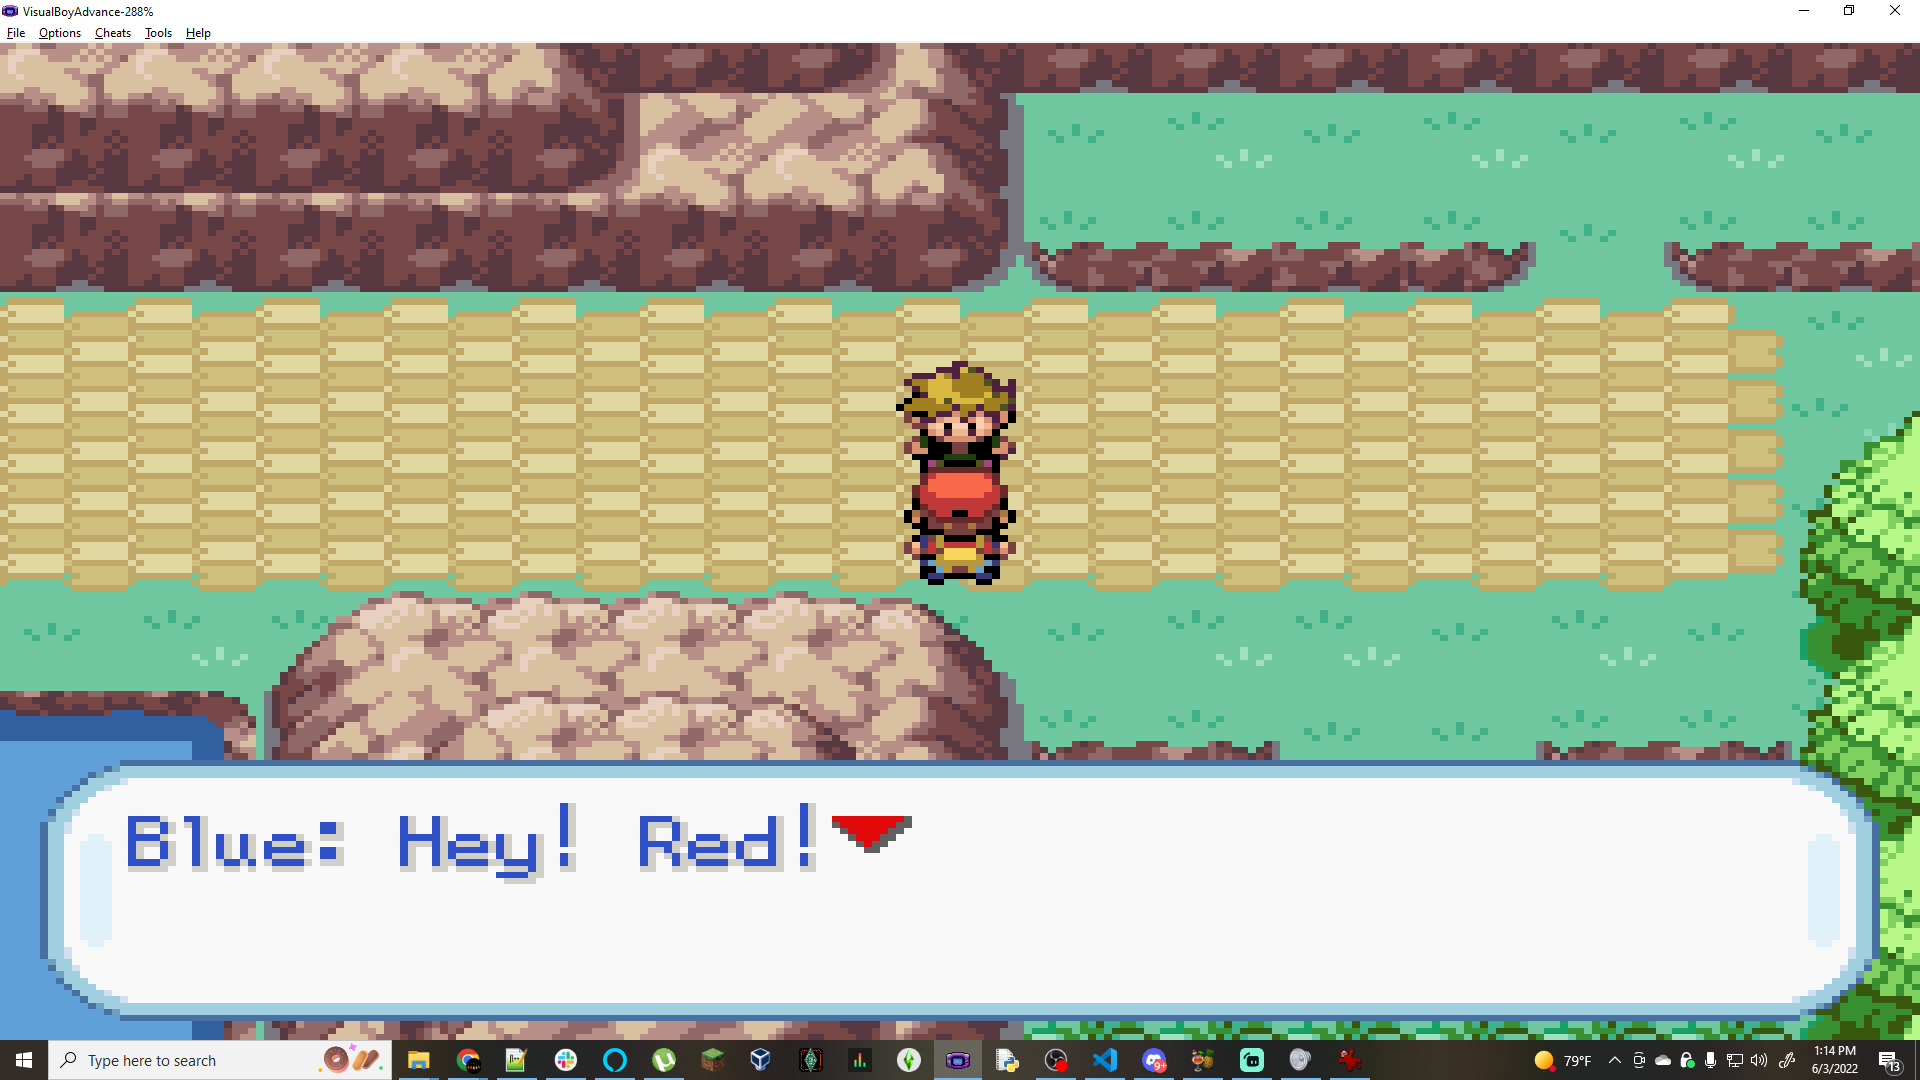 VisualBoyAdvance-288%
File Options Cheats Tools Help
Blue: Hey! Red!
Type here to search
9+
79°F
1:14 PM
6/3/2022
13